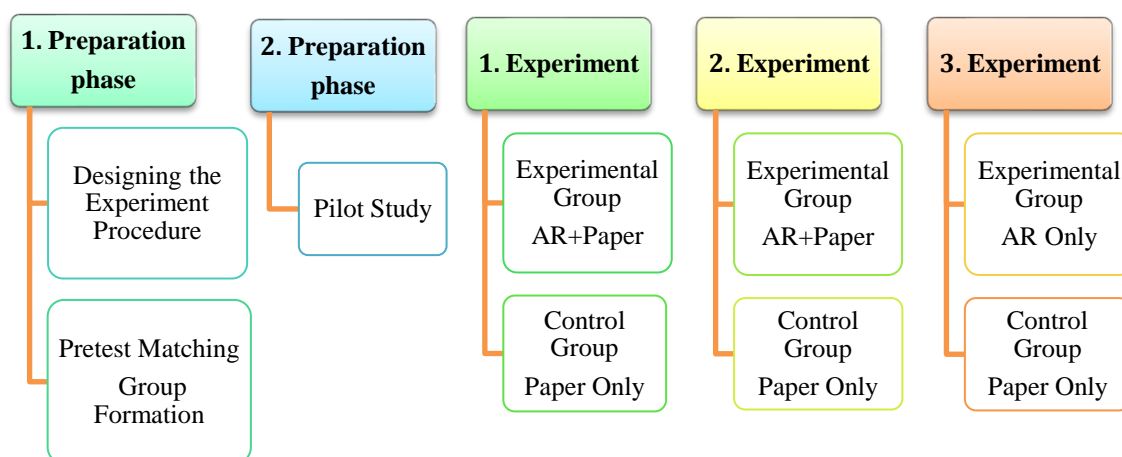 1. Preparation
phase
Designing the
Experiment
Procedure
Pretest Matching
Group
Formation
2. Preparation
phase
Pilot Study
1. Experiment
Experimental
Group
AR+Paper
Control
Group
Paper Only
2. Experiment
Experimental
Group
AR+Paper
Control
Group
Paper Only
3. Experiment
Experimental
Group
AR Only
Control
Group
Paper Only